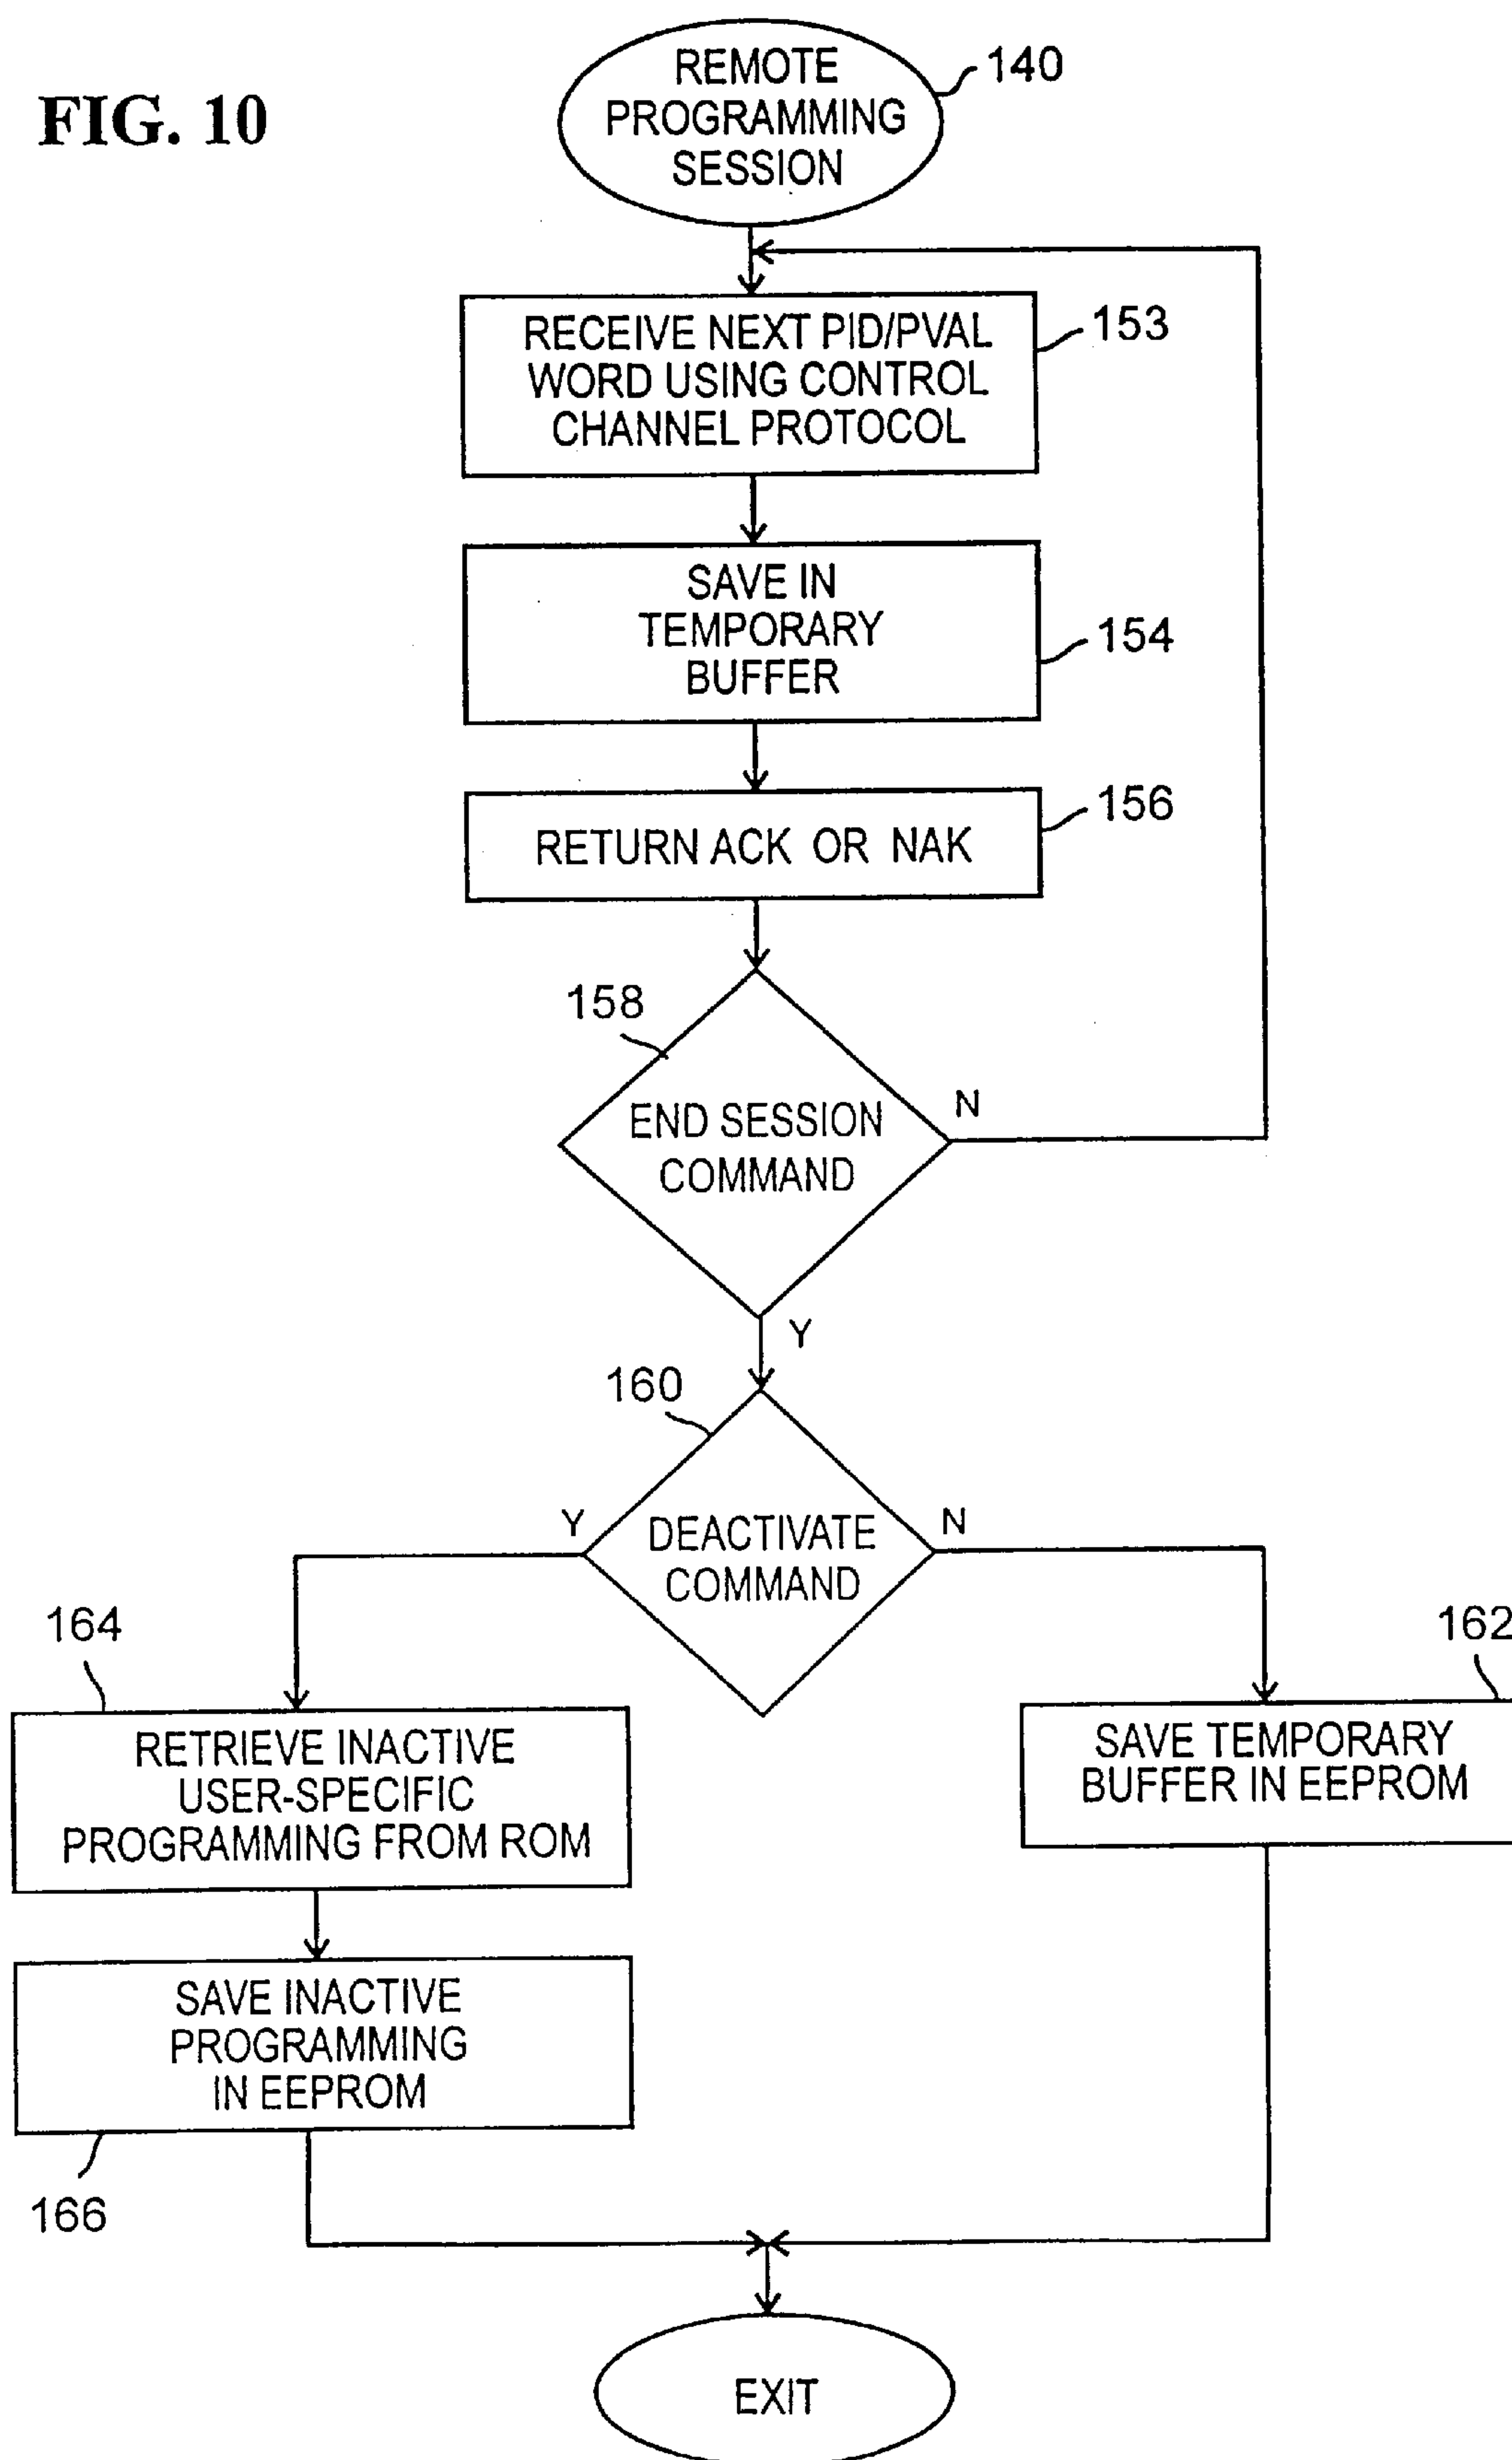 FIG. 10
REMOTE
PROGRAMMING
SESSION
140
RECEIVE NEXT PID/PVAL
WORD USING CONTROL
CHANNEL PROTOCOL
153
SAVE IN
TEMPORARY
BUFFER
154
RETURN ACK OR NAK
156
158
END SESSION
COMMAND
N
Y
160
DEACTIVATE
COMMAND
Y
N
164
RETRIEVE INACTIVE
USER-SPECIFIC
PROGRAMMING FROM ROM
162
SAVE TEMPORARY
BUFFER IN EEPROM
SAVE INACTIVE
PROGRAMMING
IN EEPROM
166
EXIT